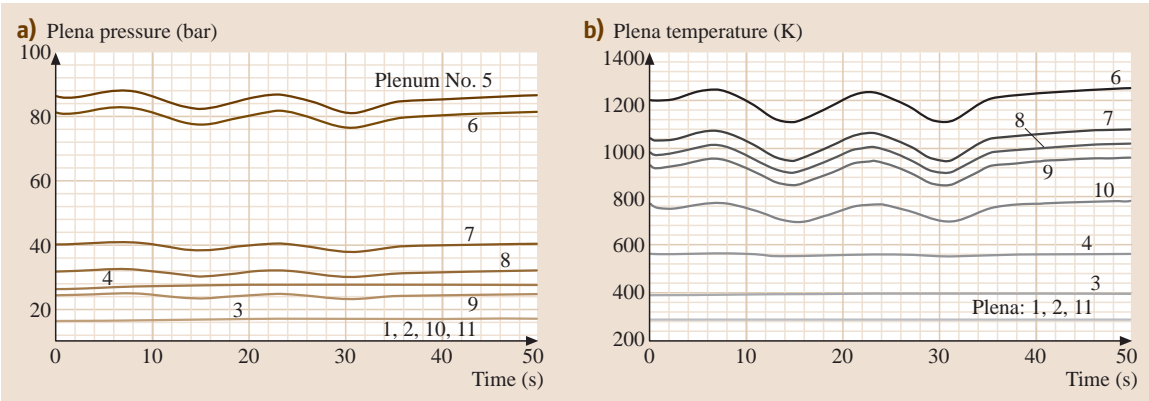 a) Plena pressure (bar)
100
80
60
40
20
0 10 20 30 40 50
Time (s)
Plenum No. 5
6
7
8
4
9
3
1, 2, 10, 11
b) Plena temperature (K)
1400
1200
1000
800
600
400
200
0 10 20 30 40 50
Time (s)
6
7
8
9
10
4
3
Plena: 1, 2, 11